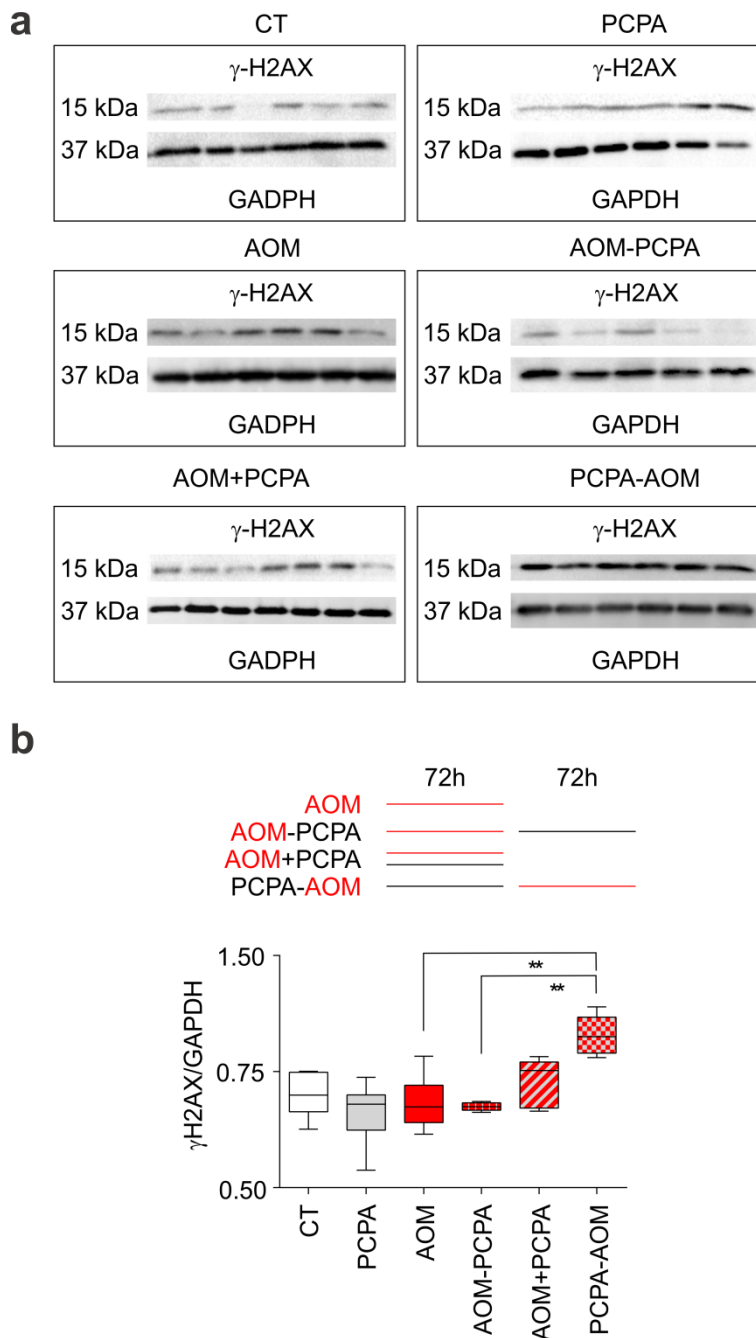 a
CT
γ-H2AX
15 kDa
37 kDa
GADPH
PCPA
γ-H2AX
15 kDa
37 kDa
GAPDH
AOM
γ-H2AX
15 kDa
37 kDa
GADPH
AOM-PCPA
γ-H2AX
15 kDa
37 kDa
GAPDH
AOM+PCPA
γ-H2AX
15 kDa
37 kDa
GADPH
PCPA-AOM
γ-H2AX
15 kDa
37 kDa
GAPDH
b
72h 72h
AOM
AOM-PCPA
AOM+PCPA
PCPA-AOM
γH2AX/GAPDH
1.50
0.75
0.50
**
**
CT
PCPA
AOM
AOM-PCPA
AOM+PCPA
PCPA-AOM